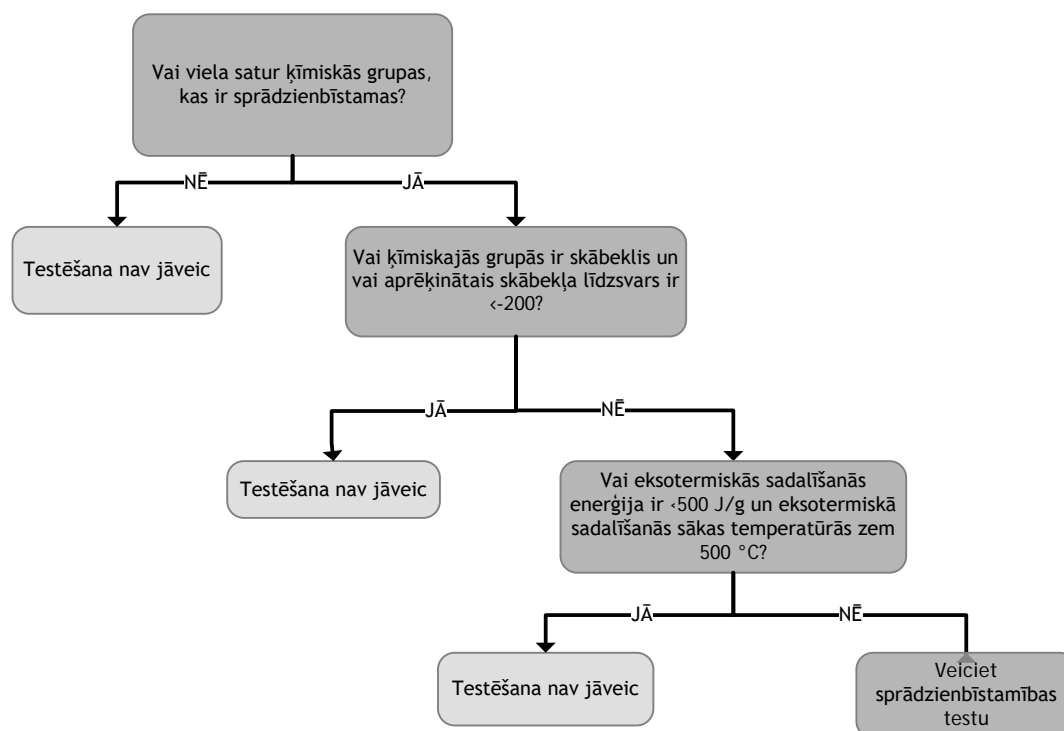 Vai viela satur ķīmiskās grupas,
kas ir sprādzienbīstamas?
NĒ
JĀ
Testēšana nav jāveic
Vai ķīmiskajās grupās ir skābeklis un
vai aprēķinātais skābekļa līdzsvars ir
<-200?
JĀ
NĒ
Testēšana nav jāveic
Vai eksotermiskās sadalīšanās
enerģija ir <500 J/g un eksotermiskā
sadalīšanās sākas temperatūrās zem
500 °C?
JĀ
NĒ
Testēšana nav jāveic
Veiciet
sprādzienbīstamības
testu